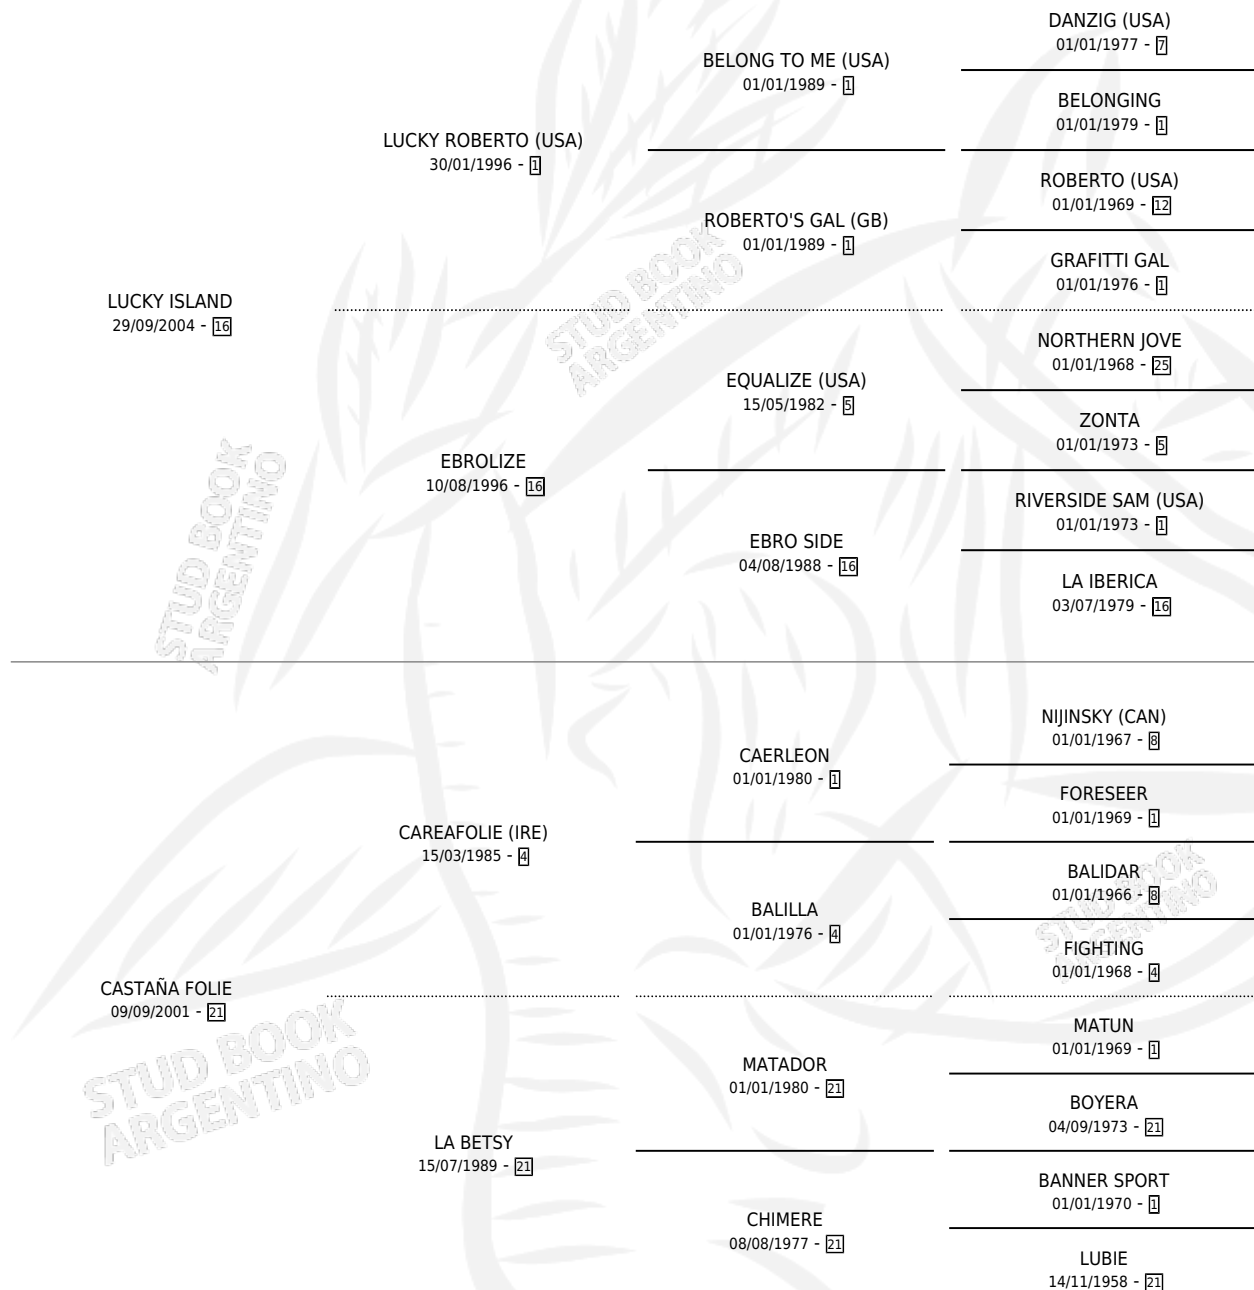 DANZIG (USA)
01/01/1977 - 7
BELONG TO ME (USA)
01/01/1989 - 1
BELONGING
01/01/1979 - 1
LUCKY ROBERTO (USA)
30/01/1996 - 1
ROBERTO (USA)
01/01/1969 - 12
ROBERTO'S GAL (GB)
01/01/1989 - 1
GRAFITTI GAL
01/01/1976 - 1
LUCKY ISLAND
29/09/2004 - 16
STUD BOOK
ARGENTINO
NORTHERN JOVE
01/01/1968 - 25
EQUALIZE (USA)
15/05/1982 - 5
ZONTA
01/01/1973 - 5
EBROLIZE
10/08/1996 - 16
RIVERSIDE SAM (USA)
01/01/1973 - 1
EBRO SIDE
04/08/1988 - 16
LA IBERICA
03/07/1979 - 16
STUD BOOK
ARGENTINO
NIJINSKY (CAN)
01/01/1967 - 8
CAERLEON
01/01/1980 - 1
FORESEER
01/01/1969 - 1
CAREAFOLIE (IRE)
15/03/1985 - 4
BALIDAR
01/01/1966 - 8
BALILLA
01/01/1976 - 4
STUD BOOK
ARGENTINO
FIGHTING
01/01/1968 - 4
CASTAÑA FOLIE
09/09/2001 - 21
STUD BOOK
ARGENTINO
MATUN
01/01/1969 - 1
MATADOR
01/01/1980 - 21
BOYERA
04/09/1973 - 21
LA BETSY
15/07/1989 - 21
BANNER SPORT
01/01/1970 - 1
CHIMERE
08/08/1977 - 21
LUBIE
14/11/1958 - 21